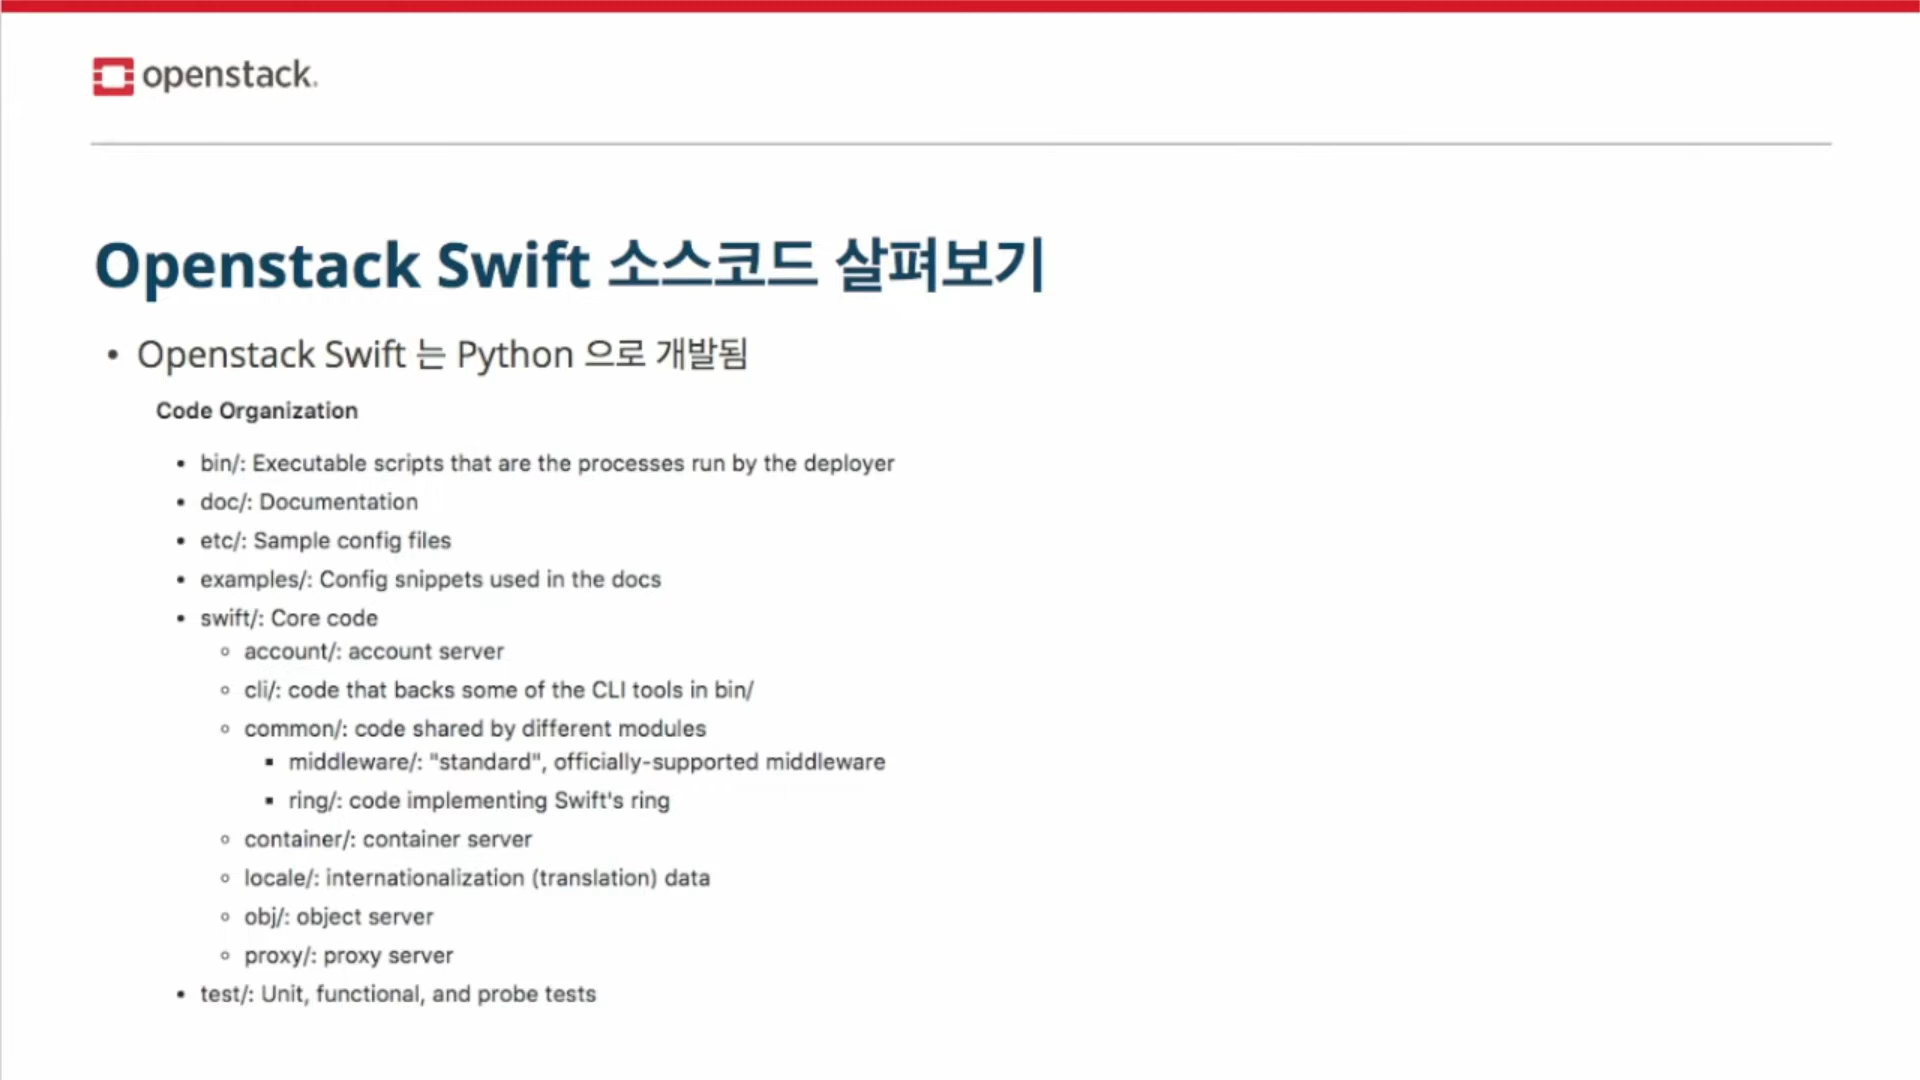 openstack.
Openstack Swift 소스코드 살펴보기
• Openstack Swift 는 Python 으로 개발됨
Code Organization
• bin/: Executable scripts that are the processes run by the deployer
• doc/: Documentation
• etc/: Sample config files
• examples/: Config snippets used in the docs
• swift/: Core code
◦ account/: account server
◦ cli/: code that backs some of the CLI tools in bin/
◦ common/: code shared by different modules
▪ middleware/: "standard", officially-supported middleware
▪ ring/: code implementing Swift's ring
◦ container/: container server
◦ locale/: internationalization (translation) data
◦ obj/: object server
◦ proxy/: proxy server
• test/: Unit, functional, and probe tests